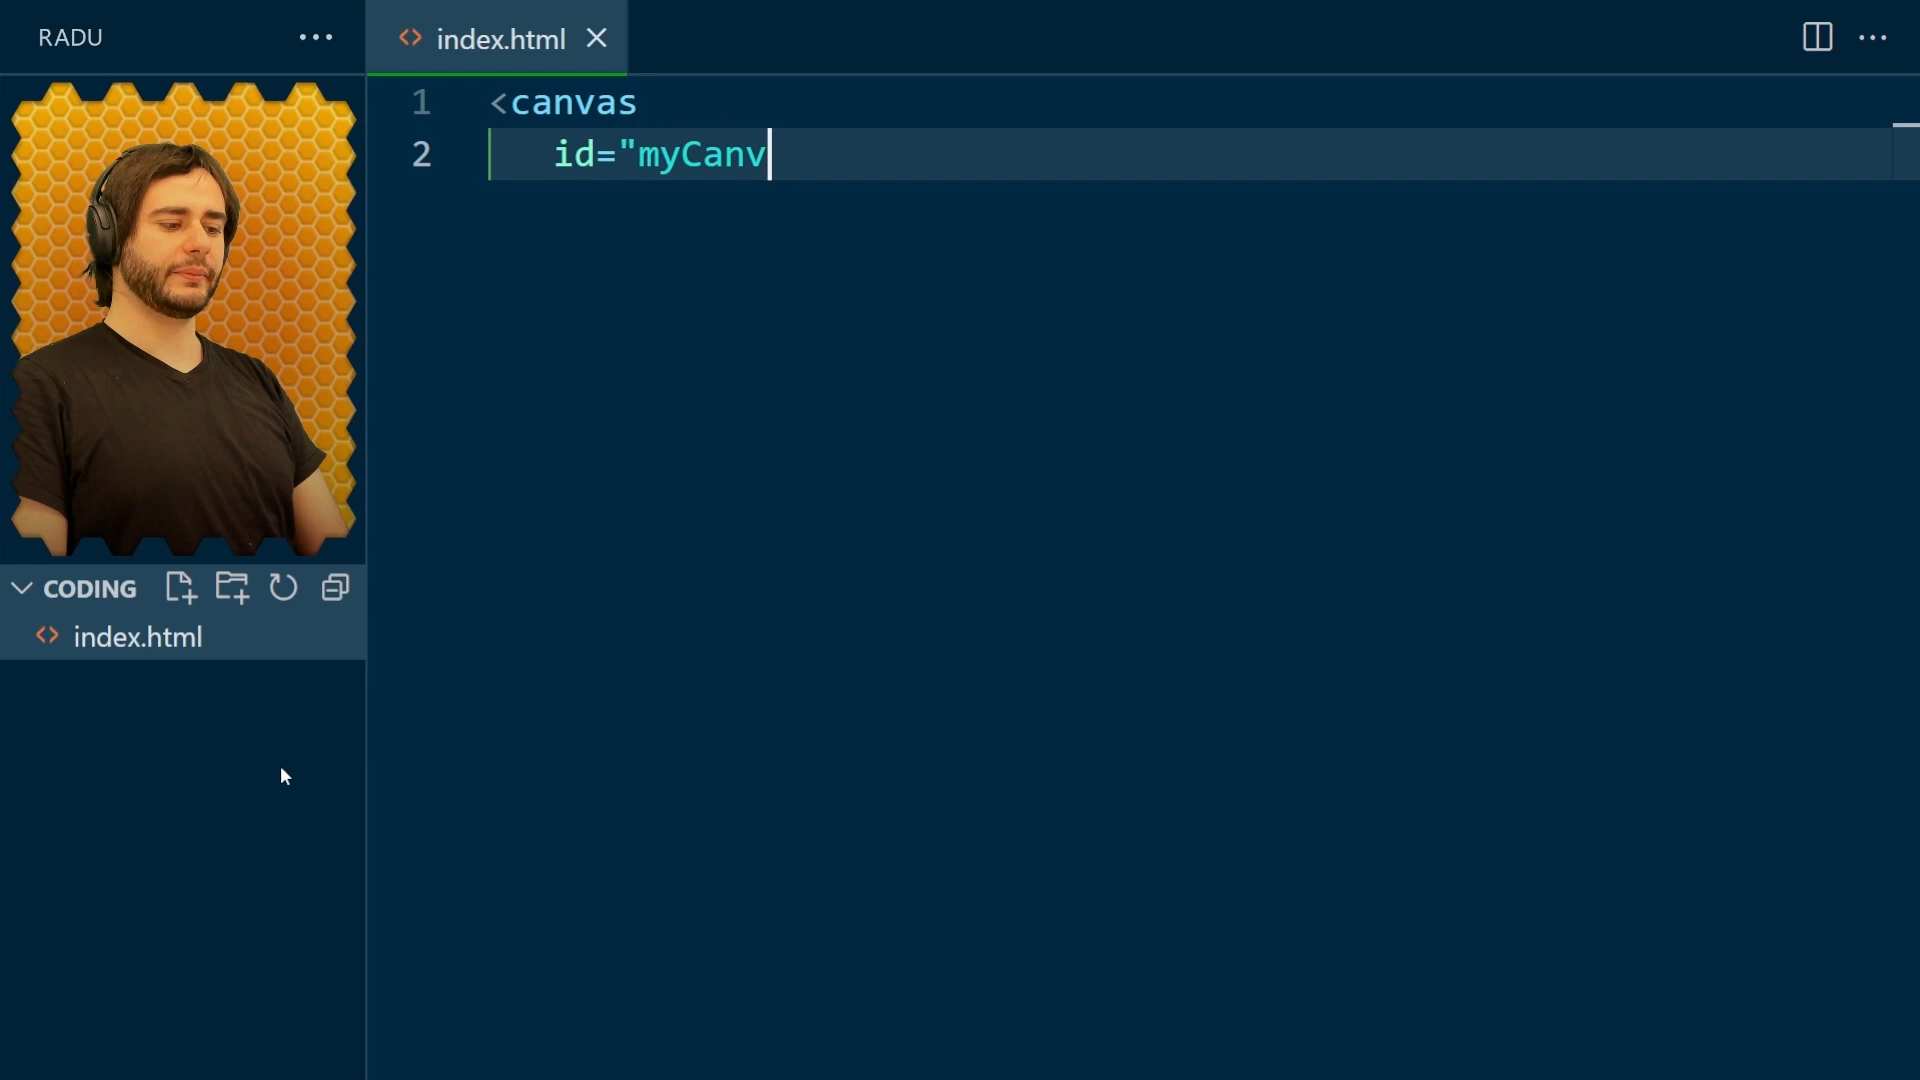 RADU
index.html
1 <canvas
2 id="myCanv
CODING
index.html